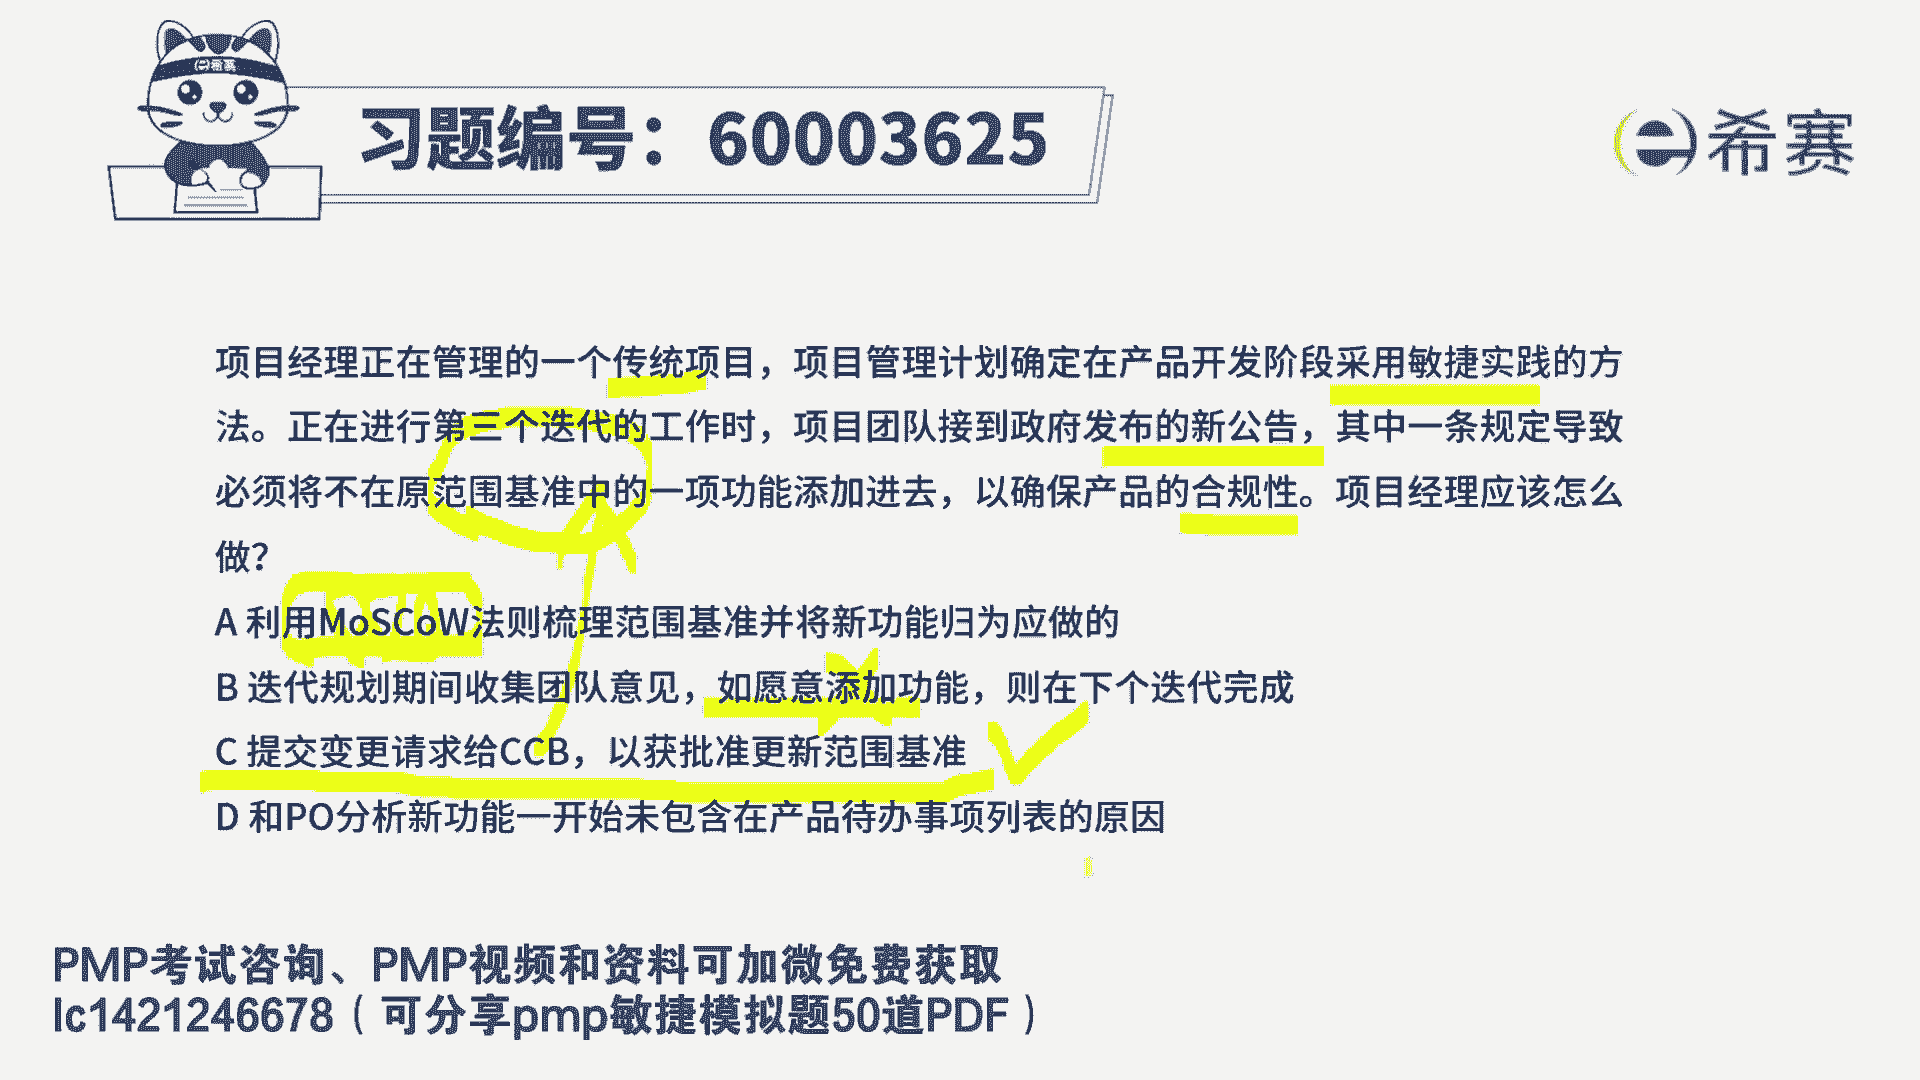 (e)希赛
习题编号：60003625
(e)希赛
项目经理正在管理的一个传统项目，项目管理计划确定在产品开发阶段采用敏捷实践的方
法。正在进行第三个迭代的工作时，项目团队接到政府发布的新公告，其中一条规定导致
必须将不在原范围基准中的一项功能添加进去，以确保产品的合规性。项目经理应该怎么
做？
A 利用MoSCoW法则梳理范围基准并将新功能归为应做的
B 迭代规划期间收集团队意见，如愿意添加功能，则在下个迭代完成
C 提交变更请求给CCB，以获批准更新范围基准
D 和PO分析新功能一开始未包含在产品待办事项列表的原因
PMP考试咨询、PMP视频和资料可加微免费获取
lc1421246678（可分享pmp敏捷模拟题50道PDF）